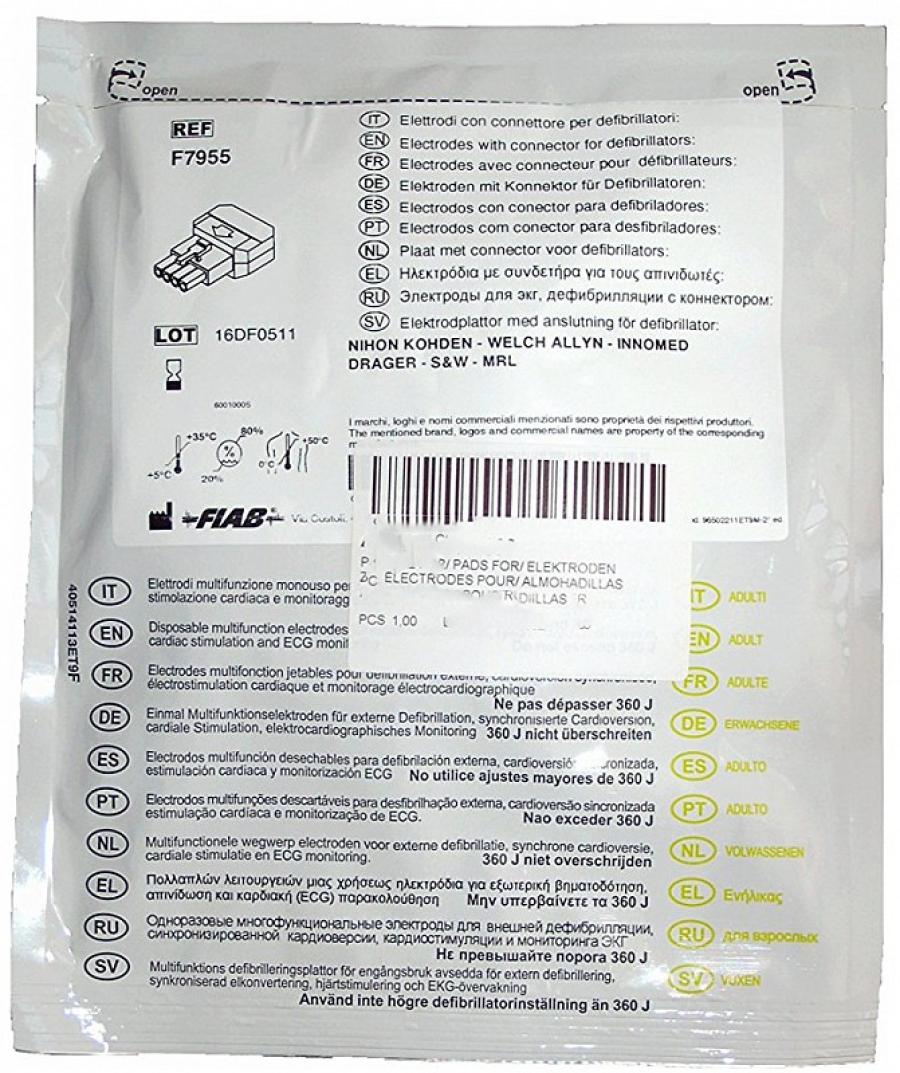 open
open
REF
F7955
IT Elettrodi con connettore per defibrillatori:
EN Electrodes with connector for defibrillators:
FR Electrodes avec connecteur pour défibrillateurs:
DE Elektroden mit Konnektor für Defibrillatoren:
ES Electrodos con conector para defibriladores:
PT Electrodos com conector para desfibriladores:
NL Plaat met connector voor defibrillators:
EL Ηλεκτρόδια με συνδετήρα για τους απινιδωτές:
RU Электроды для экг, дефибрилляции с коннектором:
SV Elektrodplattor med anslutning för defibrillator:
NIHON KOHDEN - WELCH ALLYN - INNOMED
DRAGER - S&W - MRL
LOT 16DF0511
60010005
+35°C
+5°C
80%
%
20%
+50°C
0°C
I marchi, loghi e nomi commerciali menzionati sono proprietà dei rispettivi produttori.
The mentioned brand, logos and commercial names are property of the corresponding
FIAB
Via Custoli,
PADS FOR/ ELEKTRODEN
ELECTRODES POUR/ ALMOHADILLAS
PCS 1,00
40514113ET9F
IT Elettrodi multifunzione monouso per
stimolazione cardiaca e monitoragg
IT ADULTI
EN Disposable multifunction electrodes
cardiac stimulation and ECG monit
Do not exceed 360 J
EN ADULT
FR Electrodes multifonction jetables pour défibrillation externe, cardioversion synchronisée,
électrostimulation cardiaque et monitorage électrocardiographique
Ne pas dépasser 360 J
FR ADULTE
DE Einmal Multifunktionselektroden für externe Defibrillation, synchronisierte Cardioversion,
cardiale Stimulation, elektrocardiographisches Monitoring 360 J nicht überschreiten
DE ERWACHSENE
ES Electrodos multifunción desechables para defibrilación externa, cardioversió cronizada,
estimulación cardiaca y monitorización ECG No utilice ajustes mayores de 360 J
ES ADULTO
PT Electrodos multifunções descartáveis para desfibrilhação externa, cardioversão sincronizada
estimulação cardíaca e monitorização de ECG. Nao exceder 360 J
PT ADULTO
NL Multifunctionele wegwerp electroden voor externe defibrillatie, synchrone cardioversie,
cardiale stimulatie en ECG monitoring. 360 J niet overschrijden
NL VOLWASSENEN
EL Πολλαπλών λειτουργειών μιας χρήσεως ηλεκτρόδια για εξωτερική βηματοδότηση,
απινίδωση και καρδιακή (ECG) παρακολούθηση Μην υπερβαίνετε τα 360 J
EL Ενήλικας
RU Одноразовые многофункциональные электроды для внешней дефибрилляции,
синхронизированной кардиоверсии, кардиостимуляции и мониторинга ЭКГ
Не превышайте порога 360 J
RU для взрослых
SV Multifunktions defibrilleringsplattor för engångsbruk avsedda för extern defibrillering,
synkroniserad elkonvertering, hjärtstimulering och EKG-övervakning
Använd inte högre defibrillatorinställning än 360 J
SV VUXEN